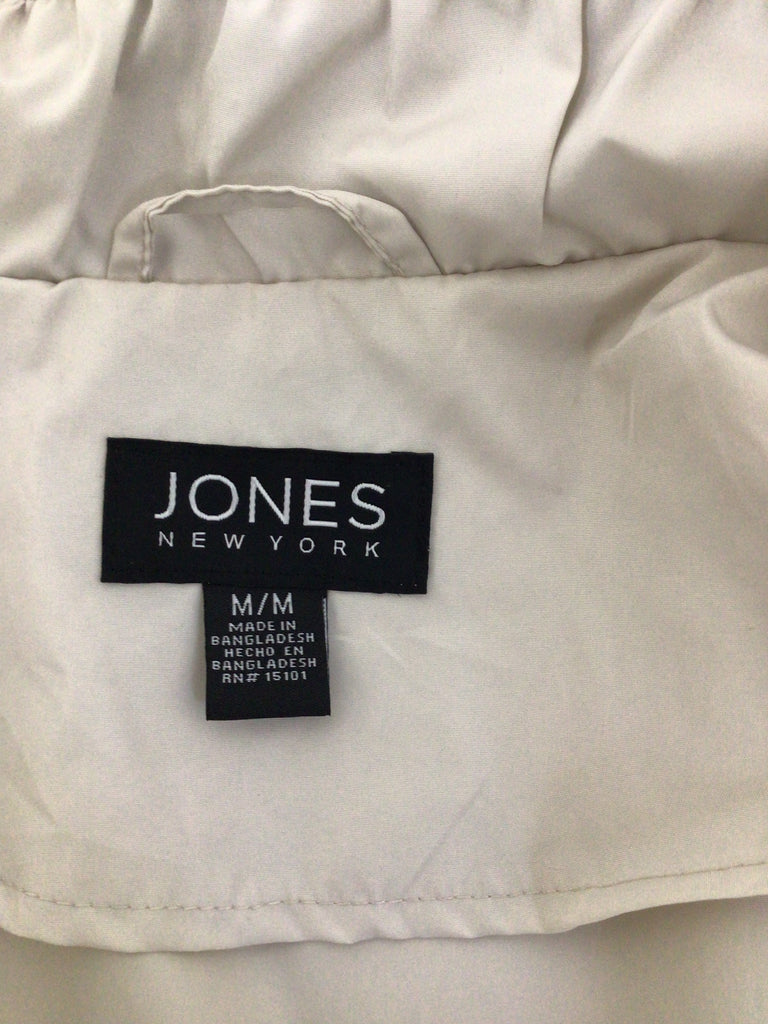 JONES
NEW YORK
M/M
MADE IN
BANGLADESH
HECHO EN
BANGLADESH
RN# 15101